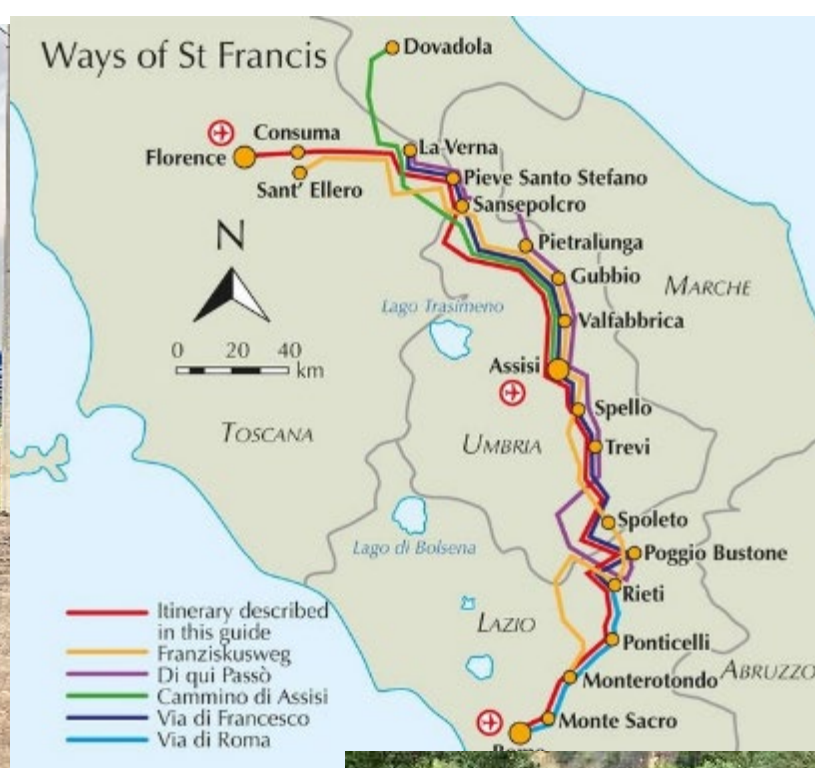 Ways of St Francis
Dovadola
Consuma
Florence
La Verna
Pieve Santo Stefano
Sant' Ellero
Sansepolcro
N
Pietralunga
Gubbio
MARCHE
Lago Trasimeno
Valfabbrica
0 20 40
km
Assisi
Spello
TOSCANA
UMBRIA
Trevi
Spoleto
Lago di Bolsena
Poggio Bustone
Rieti
Itinerary described
in this guide
LAZIO
Franziskusweg
Ponticelli
Di qui Passò
ABRUZZO
Cammino di Assisi
Monterotondo
Via di Francesco
Monte Sacro
Via di Roma